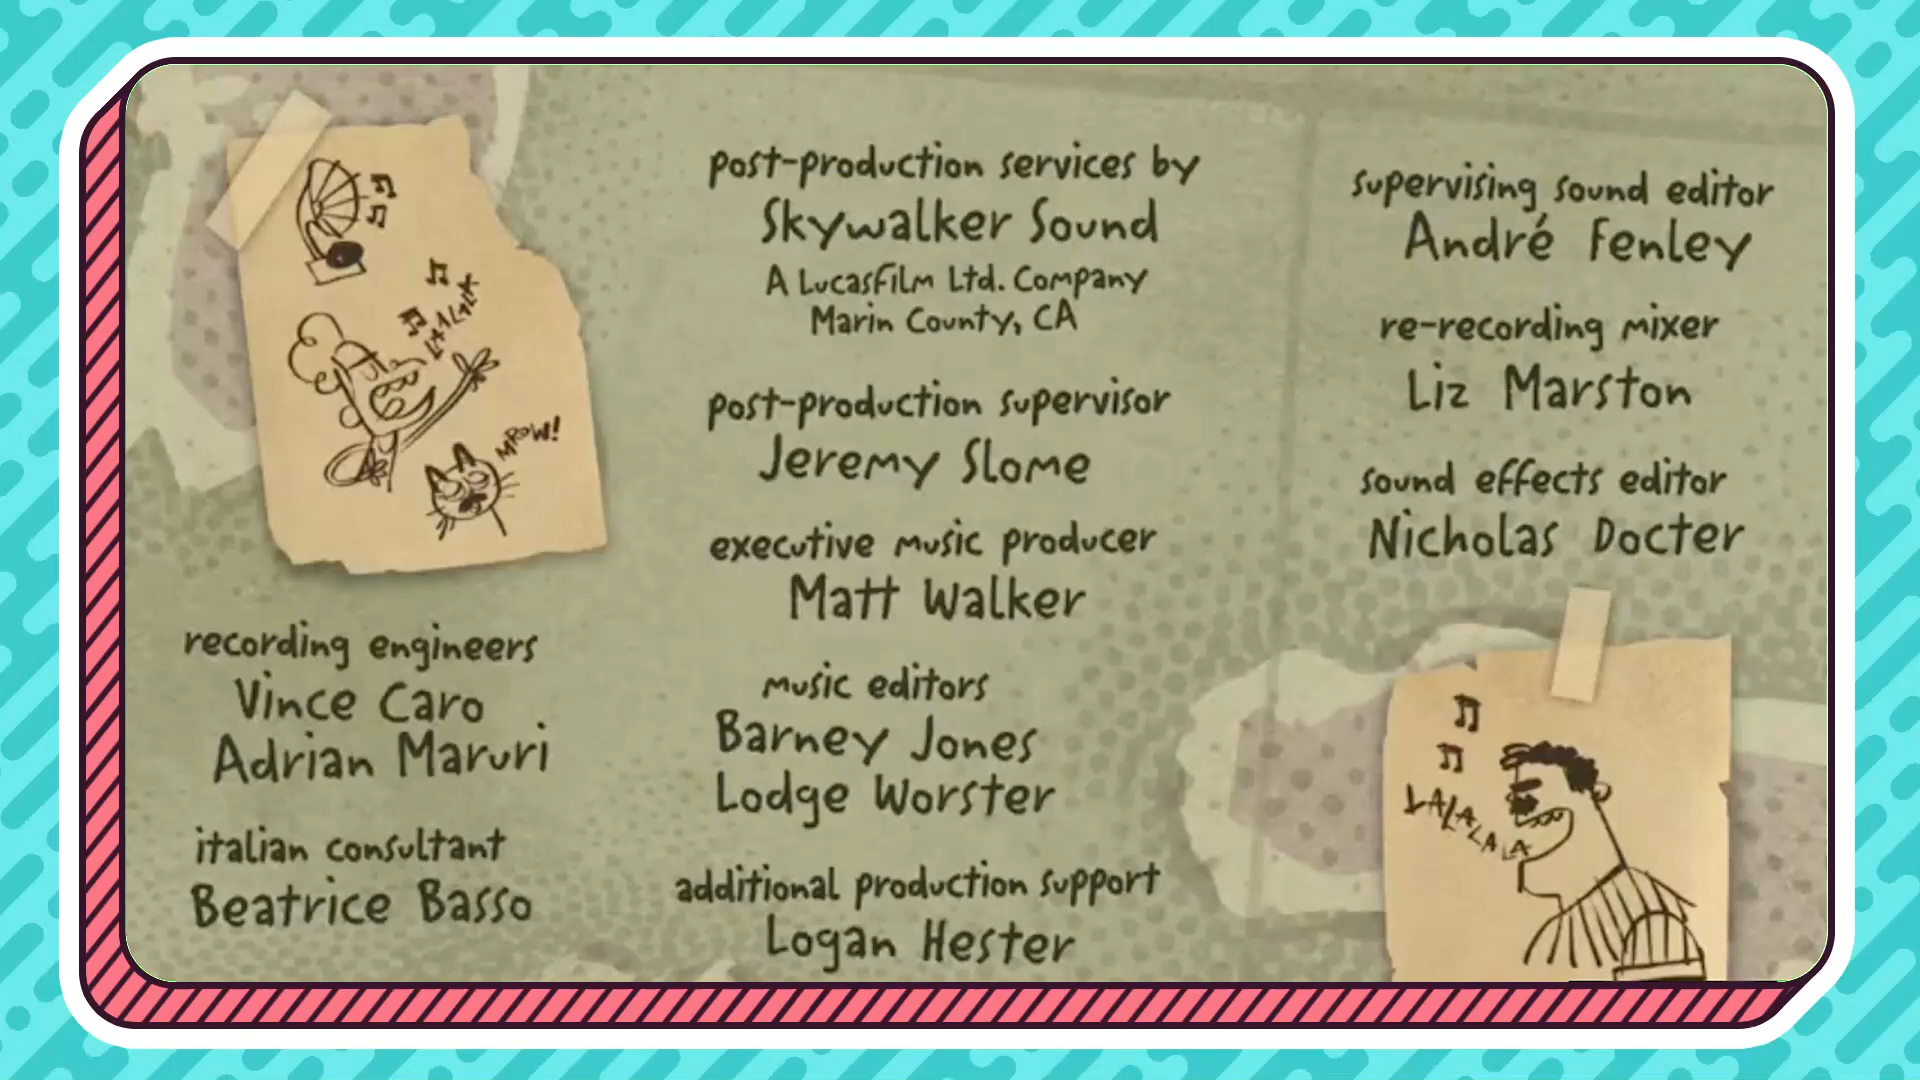 LALALALA
MROW!
recording engineers
Vince Caro
Adrian Maruri
italian consultant
Beatrice Basso
post-production services by
Skywalker Sound
A Lucasfilm Ltd. Company
Marin County, CA
post-production supervisor
Jeremy Slome
executive music producer
Matt Walker
music editors
Barney Jones
Lodge Worster
additional production support
Logan Hester
supervising sound editor
André Fenley
re-recording mixer
Liz Marston
sound effects editor
Nicholas Docter
LALALALA